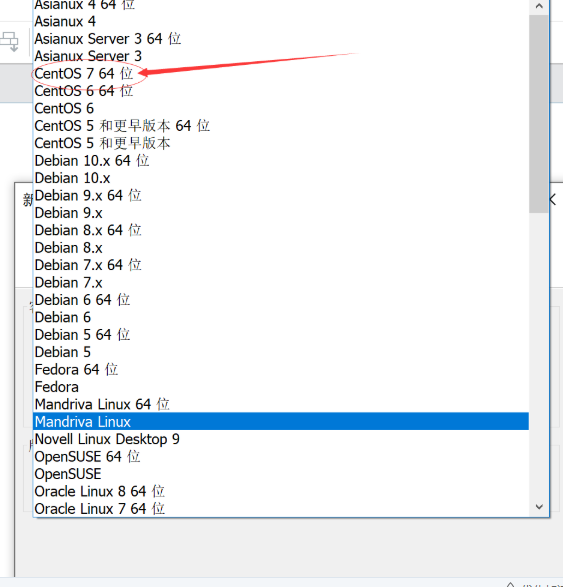 Asianux 4 64 位
Asianux 4
Asianux Server 3 64 位
Asianux Server 3
CentOS 7 64 位
CentOS 6 64 位
CentOS 6
CentOS 5 和更早版本 64 位
CentOS 5 和更早版本
Debian 10.x 64 位
Debian 10.x
Debian 9.x 64 位
Debian 9.x
Debian 8.x 64 位
Debian 8.x
Debian 7.x 64 位
Debian 7.x
Debian 6 64 位
Debian 6
Debian 5 64 位
Debian 5
Fedora 64 位
Fedora
Mandriva Linux 64 位
Mandriva Linux
Novell Linux Desktop 9
OpenSUSE 64 位
OpenSUSE
Oracle Linux 8 64 位
Oracle Linux 7 64 位